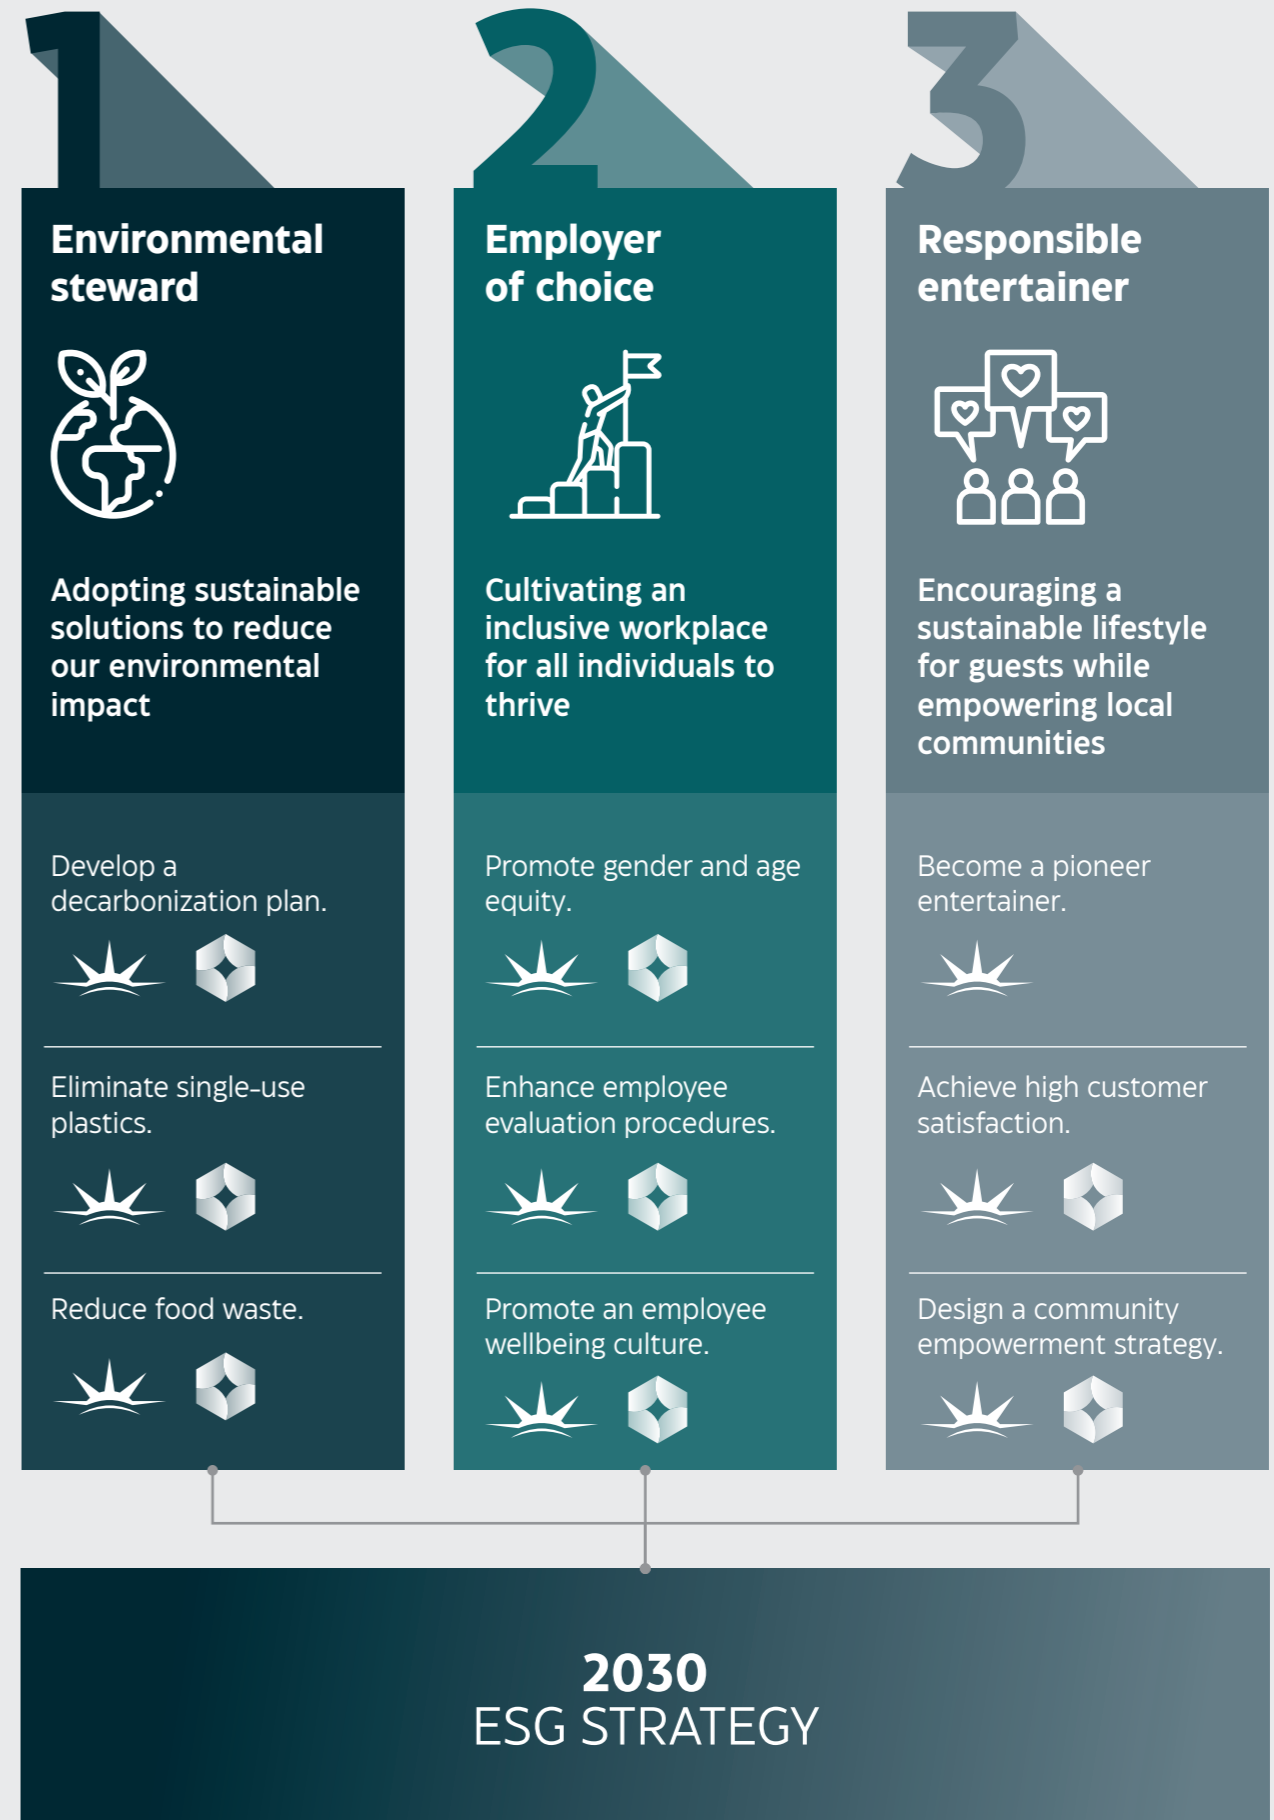 1
Environmental
steward
Adopting sustainable
solutions to reduce
our environmental
impact
Develop a
decarbonization plan.
Eliminate single-use
plastics.
Reduce food waste.
2
Employer
of choice
Cultivating an
inclusive workplace
for all individuals to
thrive
Promote gender and age
equity.
Enhance employee
evaluation procedures.
Promote an employee
wellbeing culture.
3
Responsible
entertainer
Encouraging a
sustainable lifestyle
for guests while
empowering local
communities
Become a pioneer
entertainer.
Achieve high customer
satisfaction.
Design a community
empowerment strategy.
2030
ESG STRATEGY